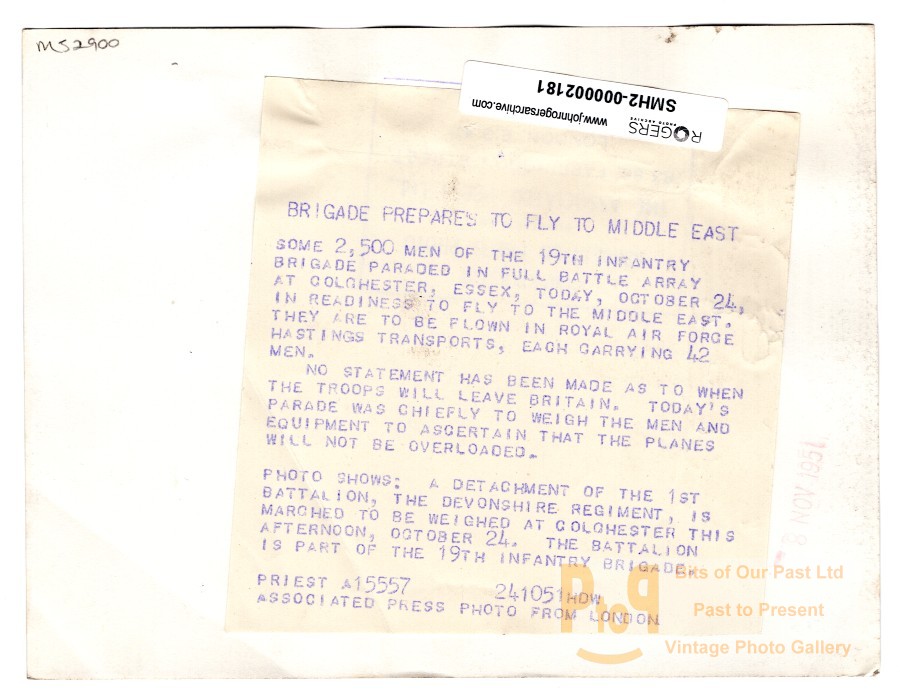 MS2900
SMH2-000002181
www.johnrogersarchive.com
ROGERS
PHOTO ARCHIVE
BRIGADE PREPARES TO FLY TO MIDDLE EAST
SOME 2,500 MEN OF THE 19TH INFANTRY
BRIGADE PARADED IN FULL BATTLE ARRAY
AT COLCHESTER, ESSEX, TODAY, OCTOBER 24,
IN READINESS TO FLY TO THE MIDDLE EAST.
THEY ARE TO BE FLOWN IN ROYAL AIR FORCE
HASTINGS TRANSPORTS, EACH CARRYING 42
MEN.
NO STATEMENT HAS BEEN MADE AS TO WHEN
THE TROOPS WILL LEAVE BRITAIN. TODAY'S
PARADE WAS CHIEFLY TO WEIGH THE MEN AND
EQUIPMENT TO ASCERTAIN THAT THE PLANES
WILL NOT BE OVERLOADED.
PHOTO SHOWS: A DETACHMENT OF THE 1ST
BATTALION, THE DEVONSHIRE REGIMENT, IS
MARCHED TO BE WEIGHED AT COLCHESTER THIS
AFTERNOON, OCTOBER 24. THE BATTALION
IS PART OF THE 19TH INFANTRY BRIGADE.
PRIEST A15557 241051HDW
ASSOCIATED PRESS PHOTO FROM LONDON
-8 NOV 1951
PtoP
Bits of Our Past Ltd
Past to Present
Vintage Photo Gallery